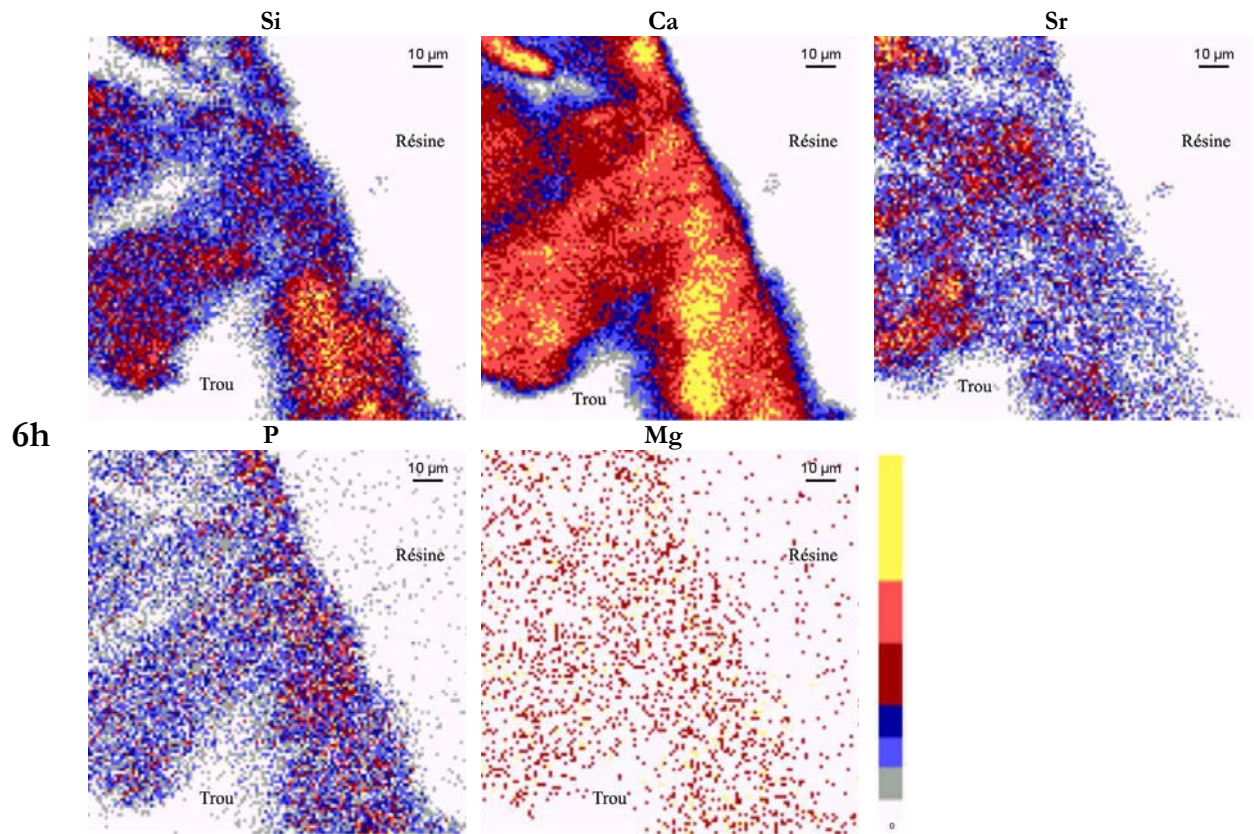 Si Ca Sr
10 µm 10 µm 10 µm
Résine Résine Résine
Trou Trou Trou
6h
P Mg
10 µm 10 µm
Résine Résine
Trou Trou
0